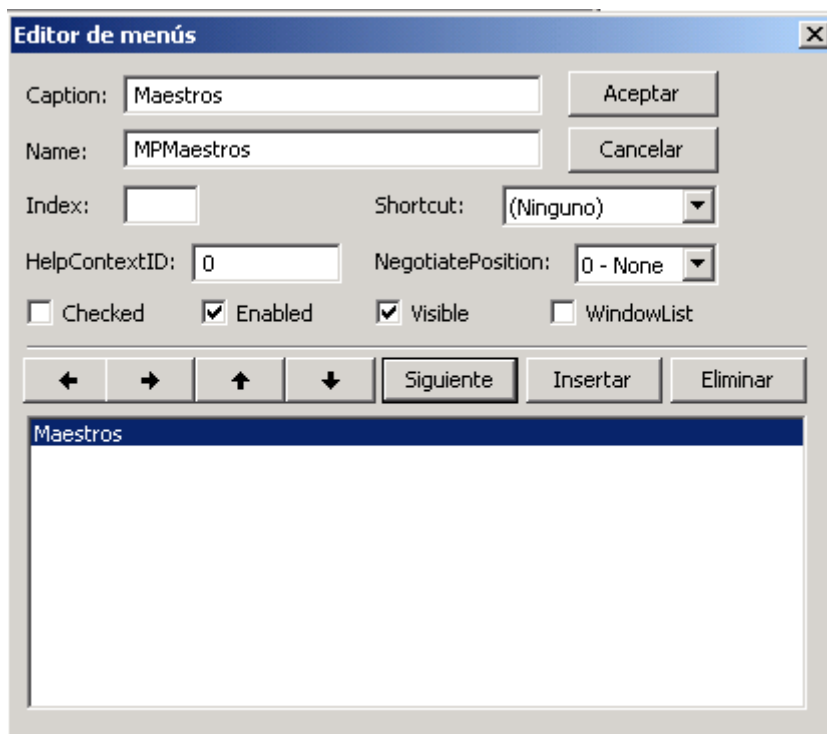 Editor de menús
Caption: Maestros Aceptar
Name: MPMaestros Cancelar
Index: Shortcut: (Ninguno)
HelpContextID: 0 NegotiatePosition: 0 - None
Checked Enabled Visible WindowList
Siguiente Insertar Eliminar
Maestros